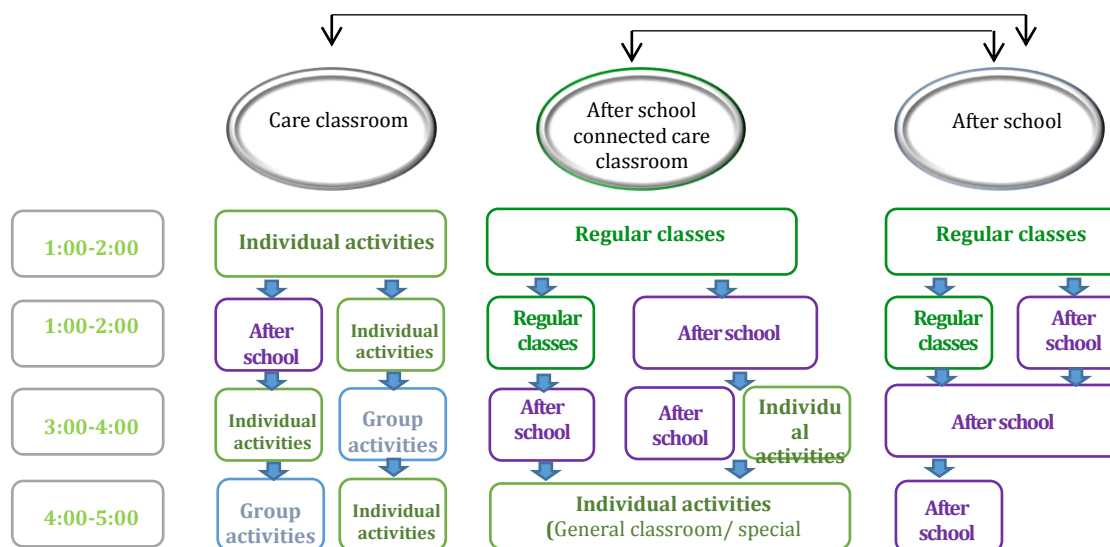 Care classroom
After school
connected care
classroom
After school
1:00-2:00
Individual activities
Regular classes
Regular classes
1:00-2:00
After
school
Individual
activities
Regular
classes
After school
Regular
classes
After
school
3:00-4:00
Individual
activities
Group
activities
After
school
After
school
Individu
al
activities
After school
4:00-5:00
Group
activities
Individual
activities
Individual activities
(General classroom/ special
After
school